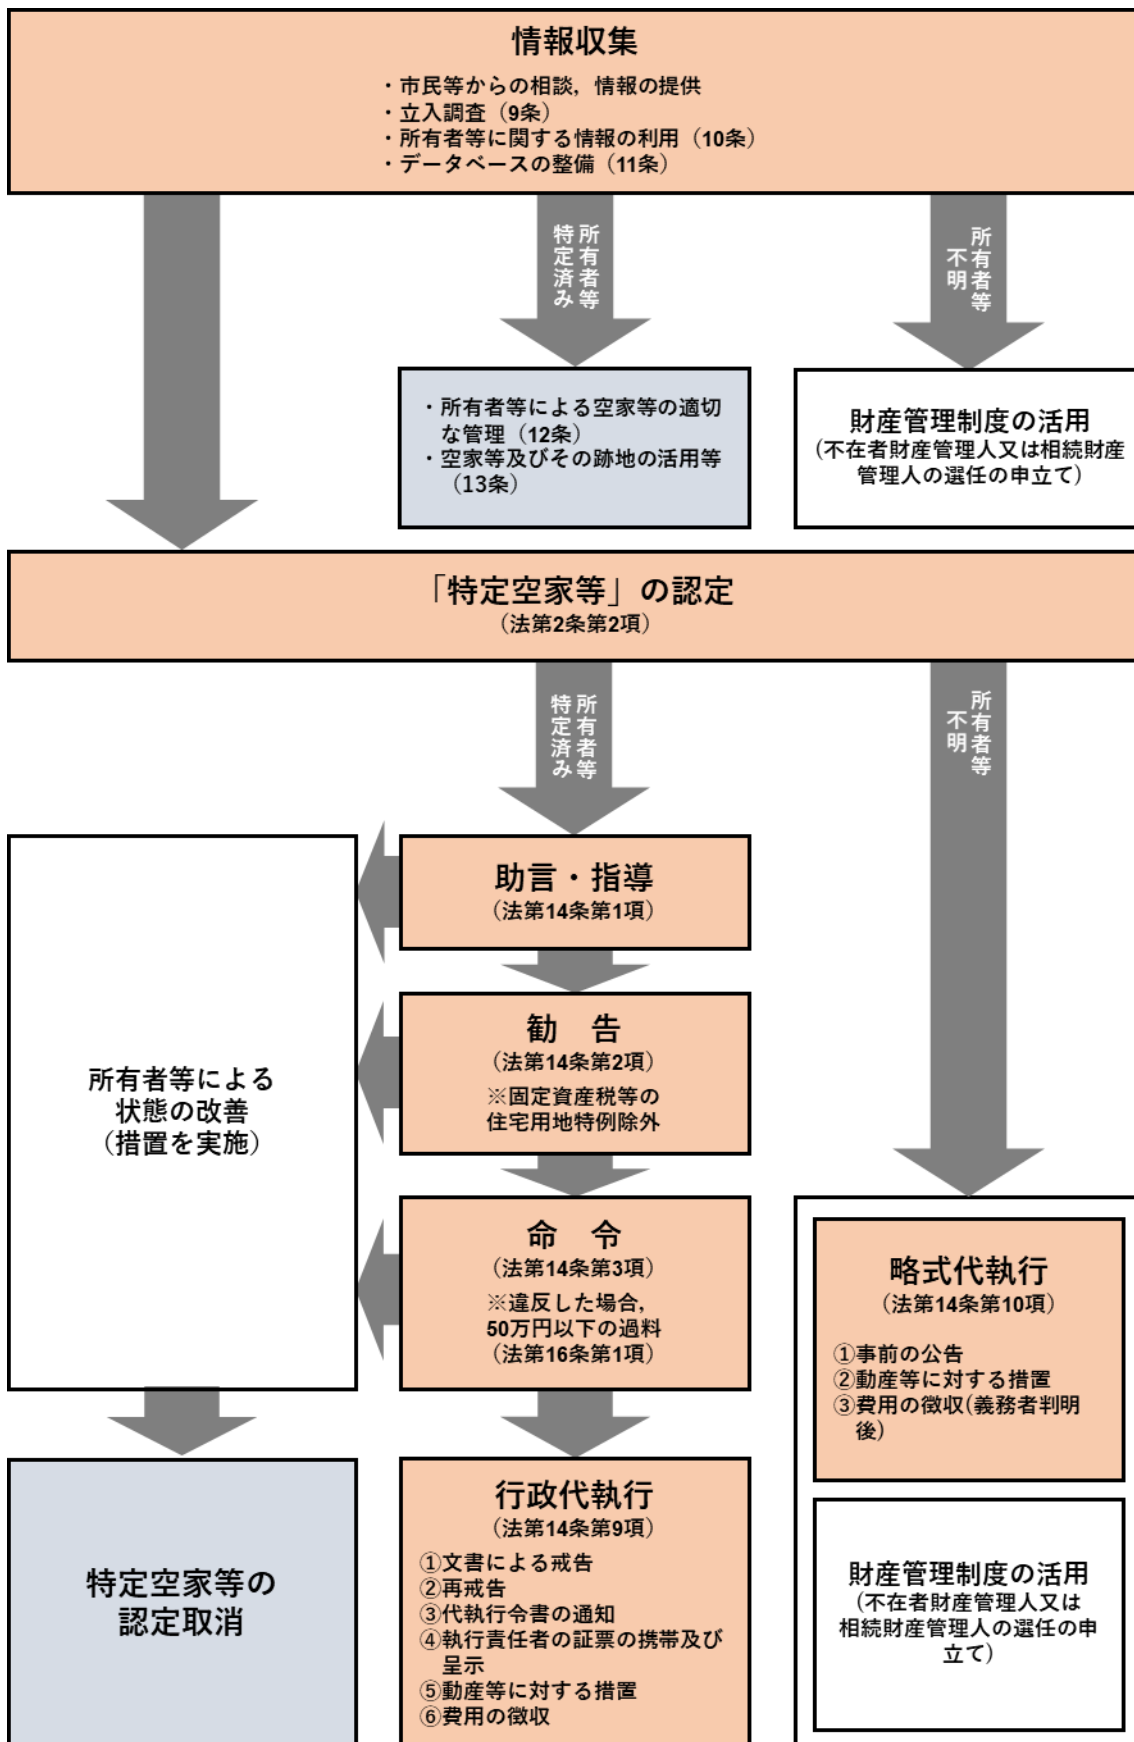 情報収集
・市民等からの相談，情報の提供
・立入調査（9条）
・所有者等に関する情報の利用（10条）
・データベースの整備（11条）
所有者等
特定済み
所有者等
不明
・所有者等による空家等の適切
な管理（12条）
・空家等及びその跡地の活用等
（13条）
財産管理制度の活用
(不在者財産管理人又は相続財産
管理人の選任の申立て)
「特定空家等」の認定
（法第2条第2項）
所有者等
特定済み
所有者等
不明
助言・指導
（法第14条第1項）
勧　告
（法第14条第2項）
※固定資産税等の
住宅用地特例除外
所有者等による
状態の改善
（措置を実施）
命　令
（法第14条第3項）
※違反した場合，
50万円以下の過料
（法第16条第1項）
略式代執行
（法第14条第10項）
①事前の公告
②動産等に対する措置
③費用の徴収(義務者判明
後)
特定空家等の
認定取消
行政代執行
（法第14条第9項）
①文書による戒告
②再戒告
③代執行令書の通知
④執行責任者の証票の携帯及び
呈示
⑤動産等に対する措置
⑥費用の徴収
財産管理制度の活用
(不在者財産管理人又は
相続財産管理人の選任の申
立て)